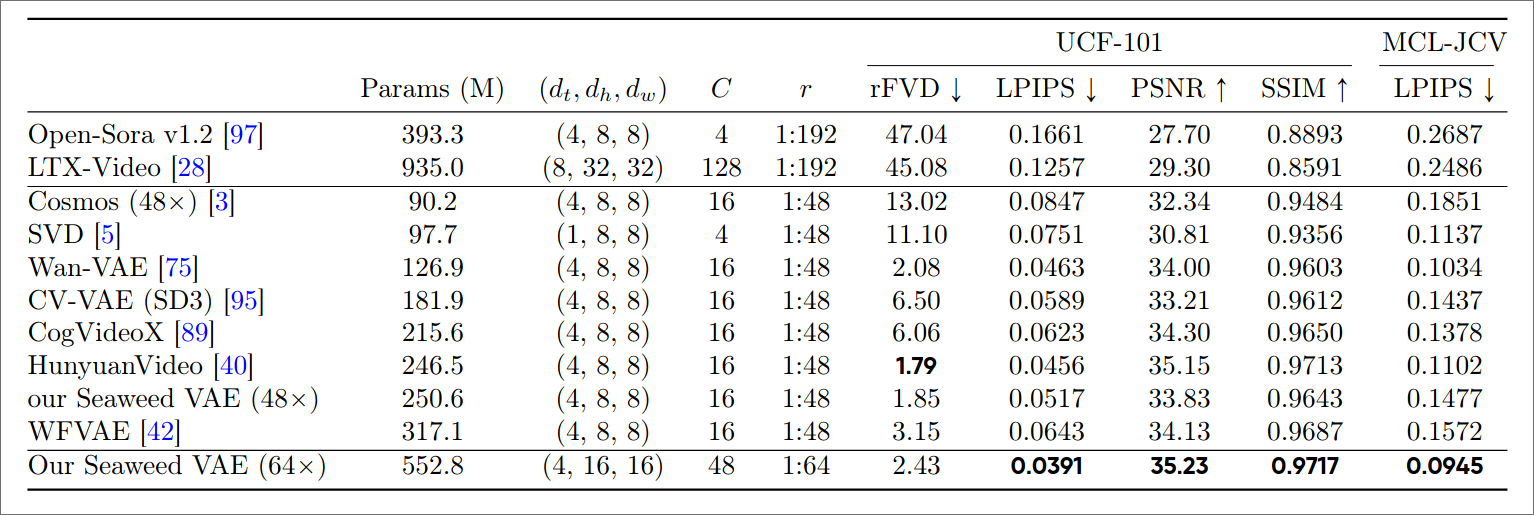 UCF-101 MCL-JCV
Params (M) (d_t, d_h, d_w) C r rFVD ↓ LPIPS ↓ PSNR ↑ SSIM ↑ LPIPS ↓
Open-Sora v1.2 [97] 393.3 (4, 8, 8) 4 1:192 47.04 0.1661 27.70 0.8893 0.2687
LTX-Video [28] 935.0 (8, 32, 32) 128 1:192 45.08 0.1257 29.30 0.8591 0.2486
Cosmos (48×) [3] 90.2 (4, 8, 8) 16 1:48 13.02 0.0847 32.34 0.9484 0.1851
SVD [5] 97.7 (1, 8, 8) 4 1:48 11.10 0.0751 30.81 0.9356 0.1137
Wan-VAE [75] 126.9 (4, 8, 8) 16 1:48 2.08 0.0463 34.00 0.9603 0.1034
CV-VAE (SD3) [95] 181.9 (4, 8, 8) 16 1:48 6.50 0.0589 33.21 0.9612 0.1437
CogVideoX [89] 215.6 (4, 8, 8) 16 1:48 6.06 0.0623 34.30 0.9650 0.1378
HunyuanVideo [40] 246.5 (4, 8, 8) 16 1:48 1.79 0.0456 35.15 0.9713 0.1102
our Seaweed VAE (48×) 250.6 (4, 8, 8) 16 1:48 1.85 0.0517 33.83 0.9643 0.1477
WFVAE [42] 317.1 (4, 8, 8) 16 1:48 3.15 0.0643 34.13 0.9687 0.1572
Our Seaweed VAE (64×) 552.8 (4, 16, 16) 48 1:64 2.43 0.0391 35.23 0.9717 0.0945